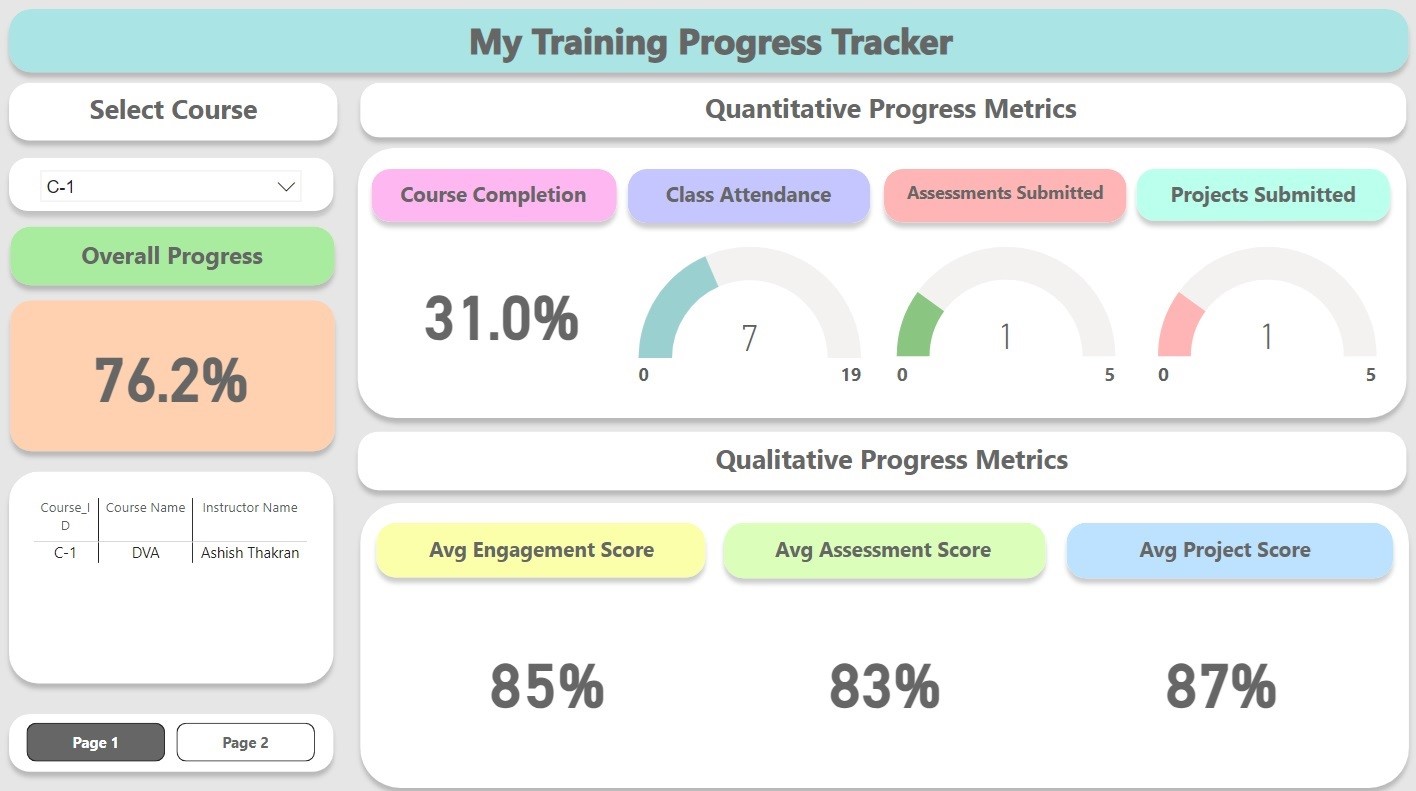 My Training Progress Tracker
Select Course
C-1
Overall Progress
76.2%
Course_I
D
Course Name
Instructor Name
C-1
DVA
Ashish Thakran
Page 1
Page 2
Quantitative Progress Metrics
Course Completion
Class Attendance
Assessments Submitted
Projects Submitted
31.0%
7
0
19
1
0
5
1
0
5
Qualitative Progress Metrics
Avg Engagement Score
Avg Assessment Score
Avg Project Score
85%
83%
87%